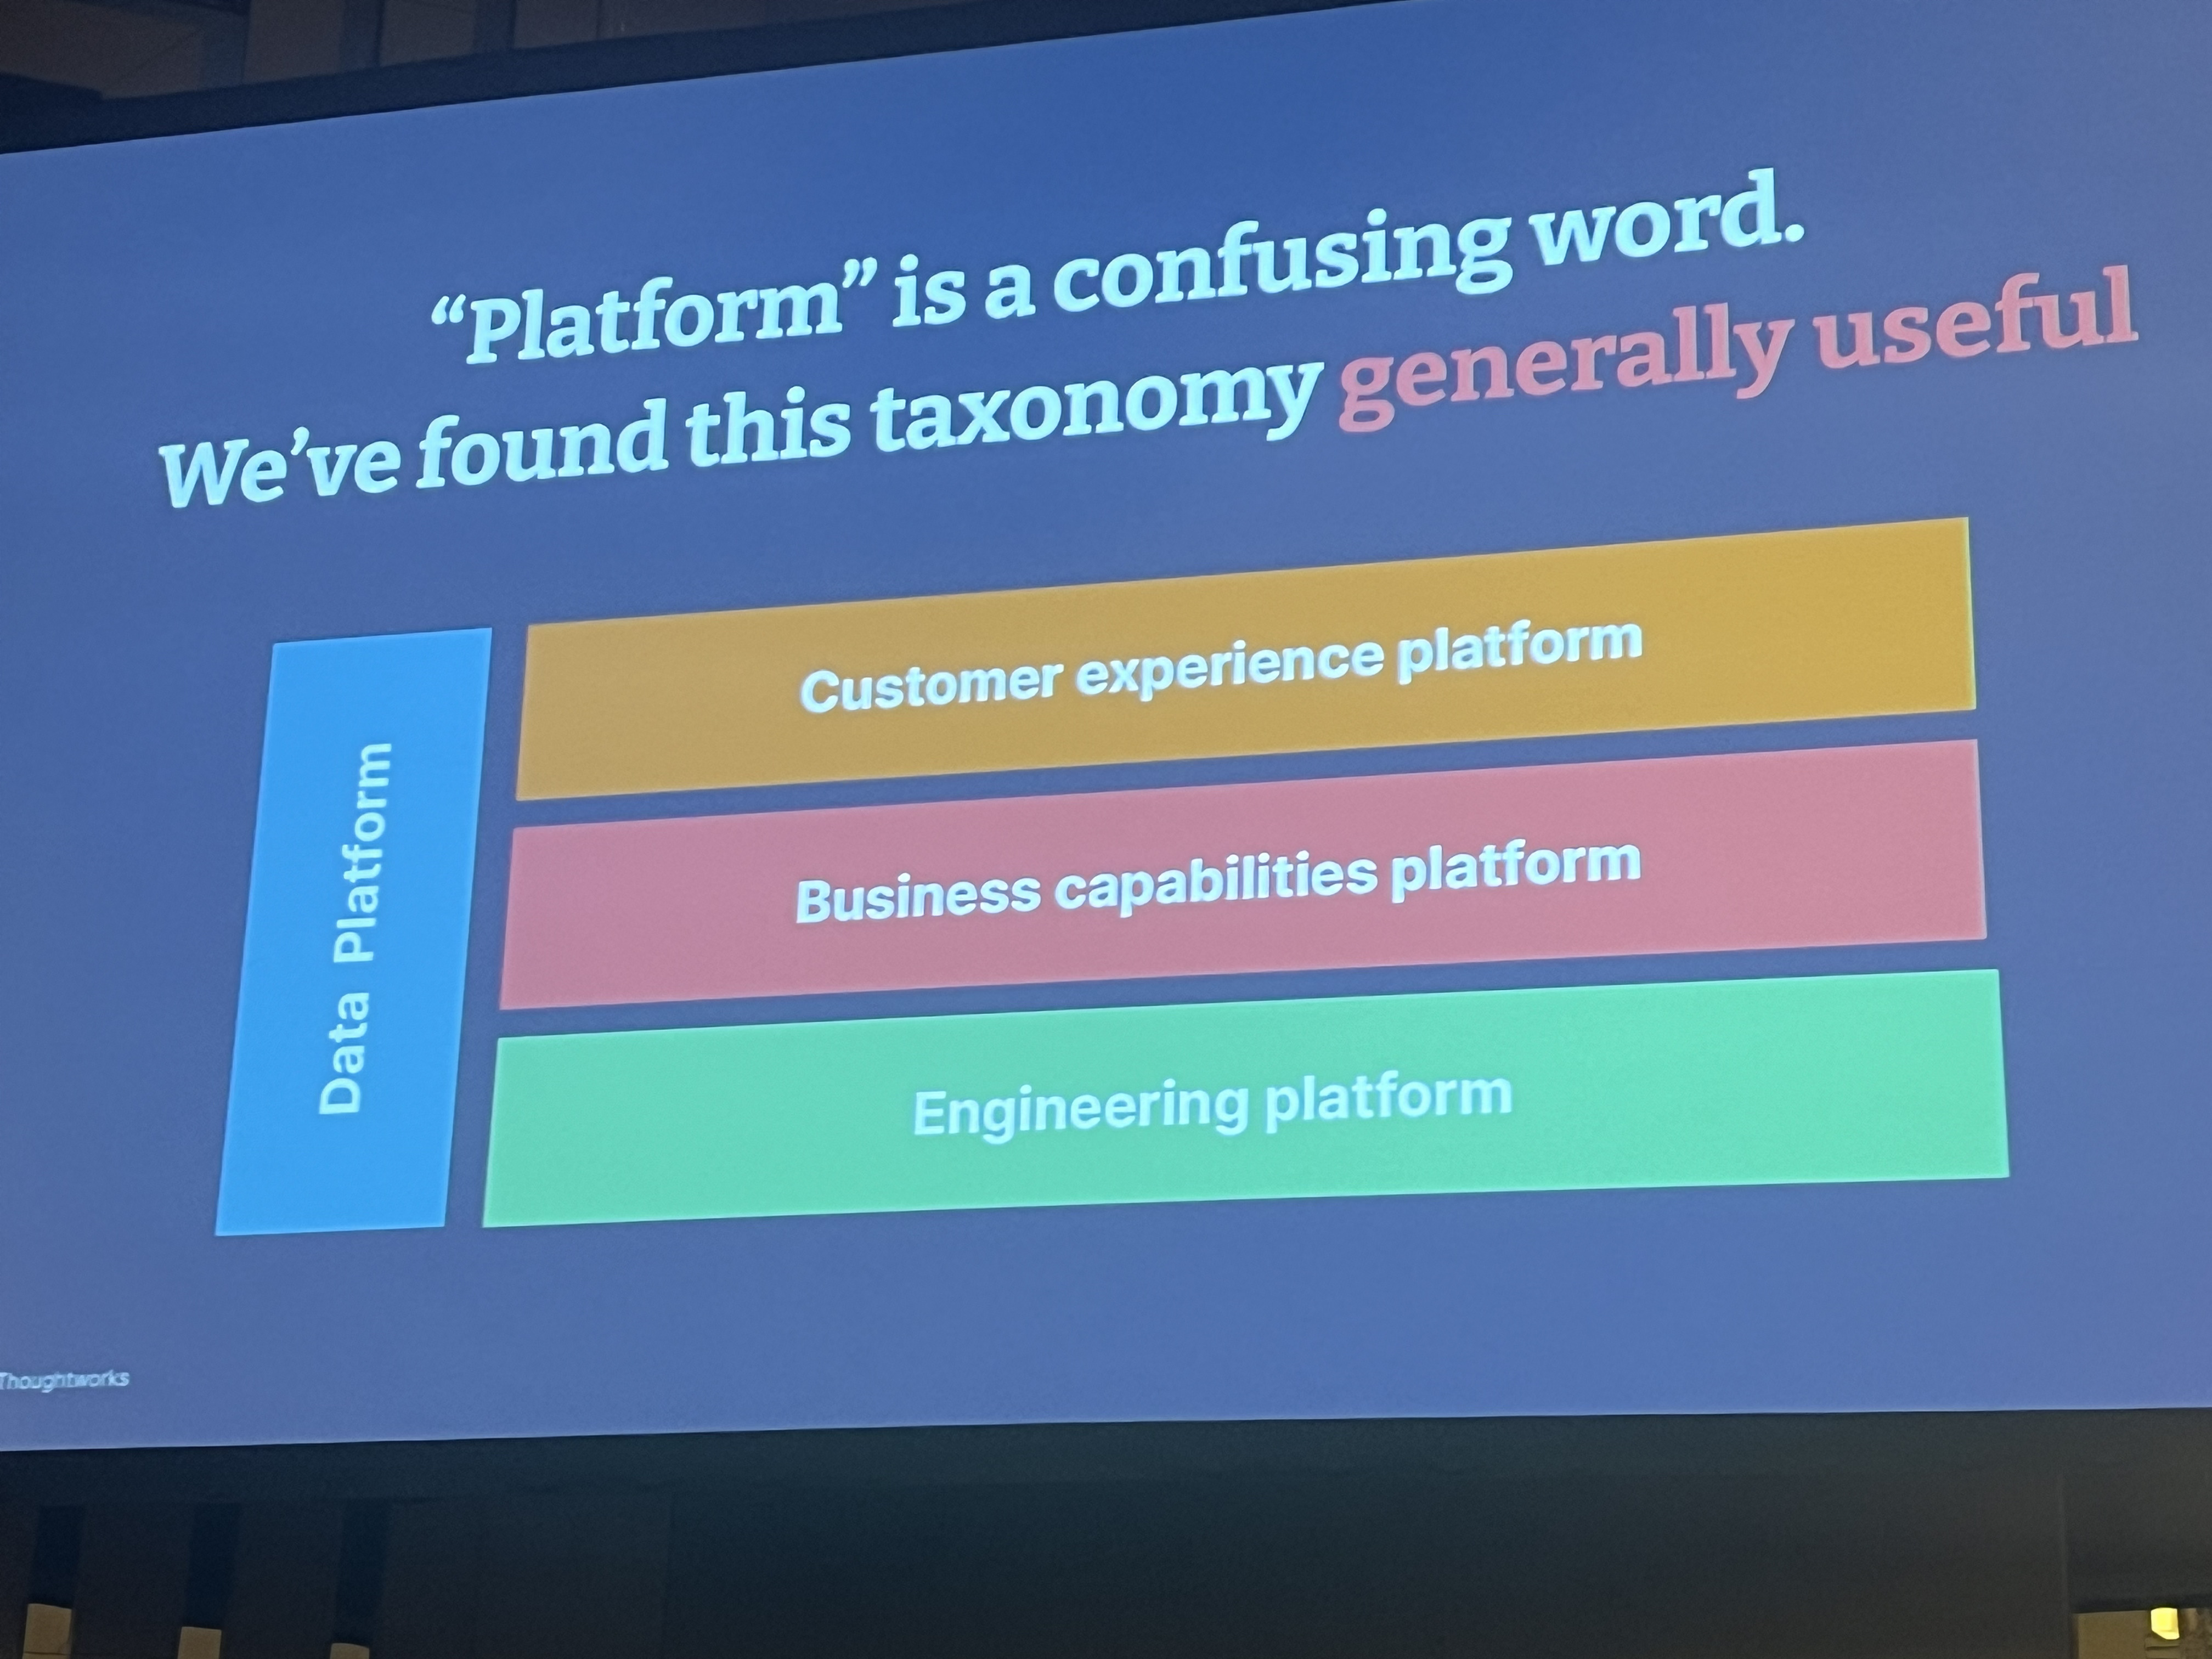 “Platform” is a confusing word.
We’ve found this taxonomy generally useful
Data Platform
Customer experience platform
Business capabilities platform
Engineering platform
Thoughtworks